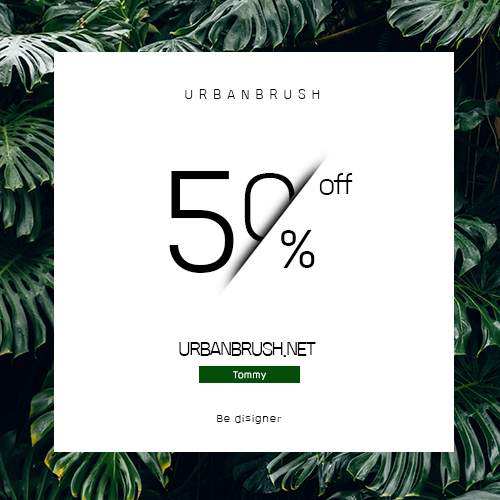 URBANBRUSH
50% off
URBANBRUSH.NET
Tommy
Be disigner